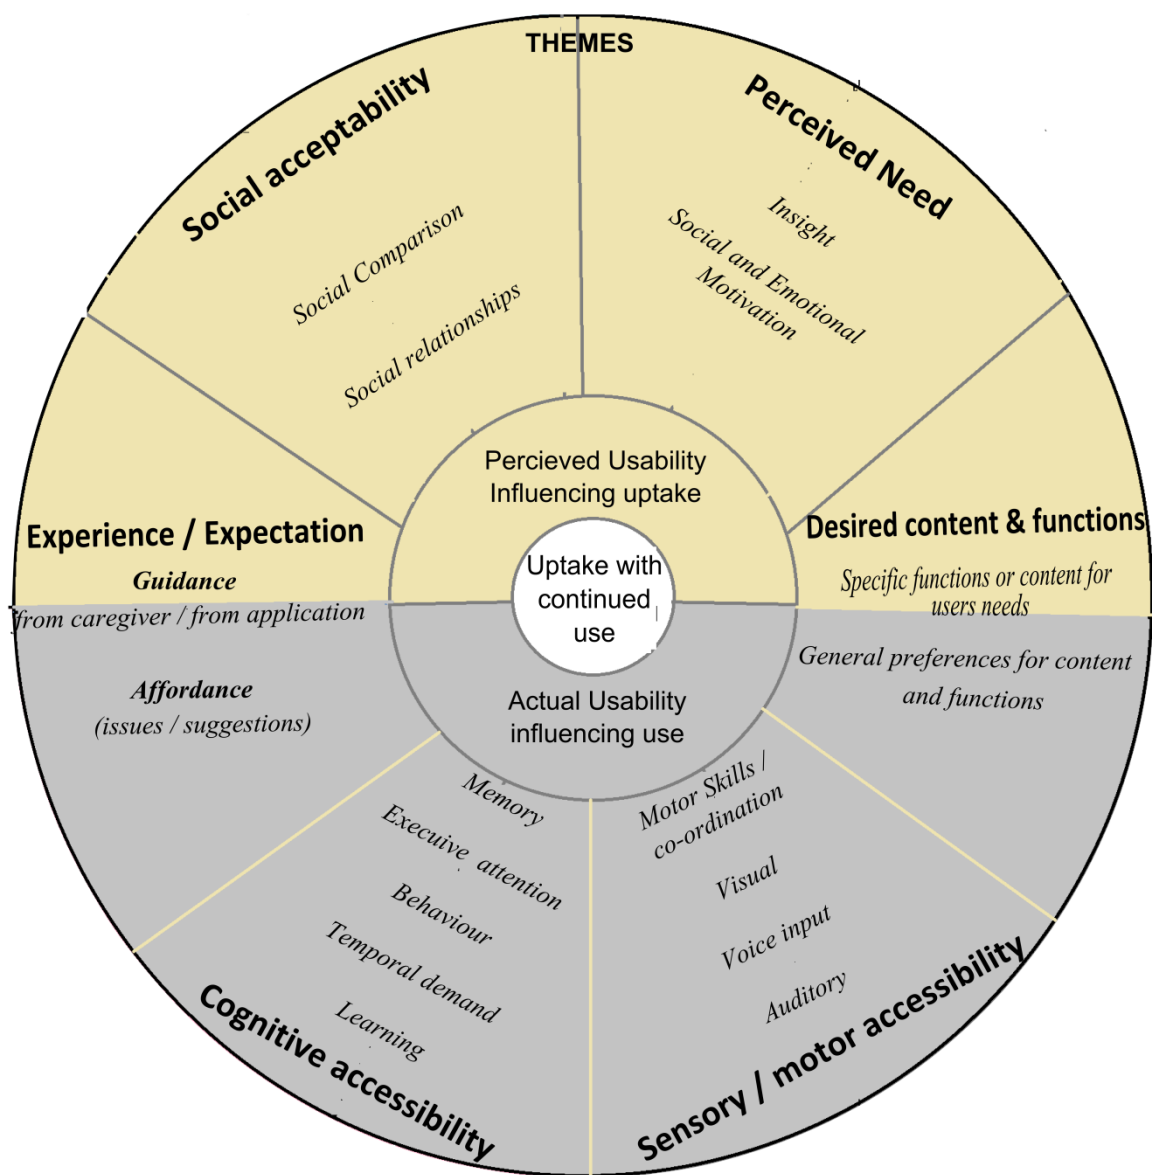 THEMES
Social acceptability
Social Comparison
Social relationships
Perceived Need
Insight
Social and Emotional
Motivation
Percieved Usability
Influencing uptake
Experience / Expectation
Guidance
from caregiver / from application
Affordance
(issues / suggestions)
Uptake with
continued
use
Desired content & functions
Specific functions or content for
users needs
General preferences for content
and functions
Actual Usability
influencing use
Memory
Execuive attention
Behaviour
Temporal demand
Learning
Cognitive accessibility
Motor Skills /
co-ordination
Visual
Voice input
Auditory
Sensory / motor accessibility